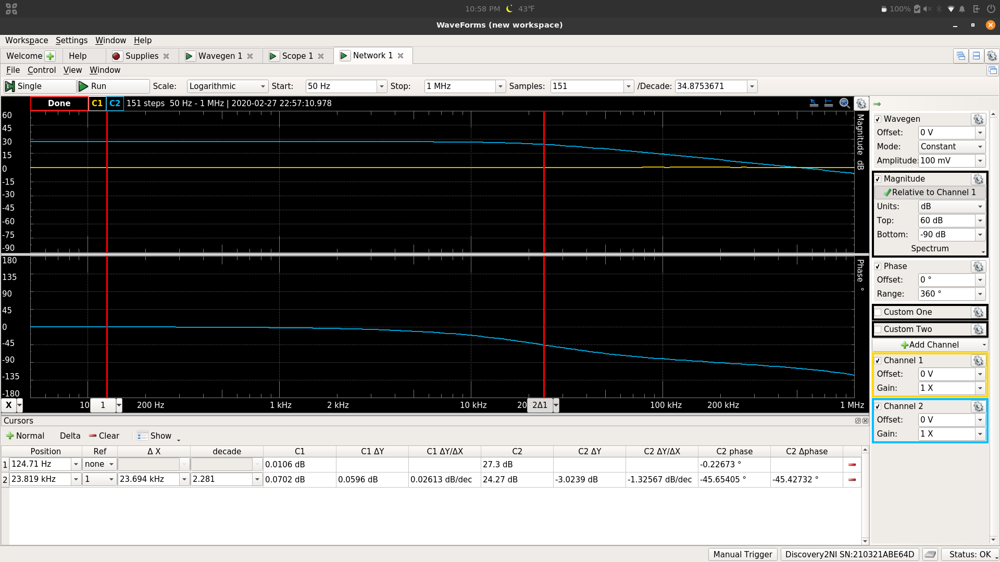 10:58 PM 43°F 100%
WaveForms (new workspace)
Workspace Settings Window Help
Welcome Help Supplies Wavegen 1 Scope 1 Network 1
File Control View Window
Single Run Scale: Logarithmic Start: 50 Hz Stop: 1 MHz Samples: 151 /Decade: 34.8753671
Done C1 C2 151 steps 50 Hz - 1 MHz | 2020-02-27 22:57:10.978
60
45
30
15
0
-15
-30
-45
-60
-75
-90
Magnitude dB
180
135
90
45
0
-45
-90
-135
-180
Phase °
X 10 1 200 Hz 1 kHz 2 kHz 10 kHz 20 2Δ1 100 kHz 200 kHz 1 MHz
Wavegen
Offset: 0 V
Mode: Constant
Amplitude: 100 mV
Magnitude
Relative to Channel 1
Units: dB
Top: 60 dB
Bottom: -90 dB
Spectrum
Phase
Offset: 0 °
Range: 360 °
Custom One
Custom Two
Add Channel
Channel 1
Offset: 0 V
Gain: 1 X
Channel 2
Offset: 0 V
Gain: 1 X
Cursors
Normal Delta Clear Show
Position Ref Δ X decade C1 C1 ΔY C1 ΔY/ΔX C2 C2 ΔY C2 ΔY/ΔX C2 phase C2 Δphase
1 124.71 Hz none 0.0106 dB 27.3 dB -0.22673 °
2 23.819 kHz 1 23.694 kHz 2.281 0.0702 dB 0.0596 dB 0.02613 dB/dec 24.27 dB -3.0239 dB -1.32567 dB/dec -45.65405 ° -45.42732 °
Manual Trigger Discovery2NI SN:210321ABE64D Status: OK